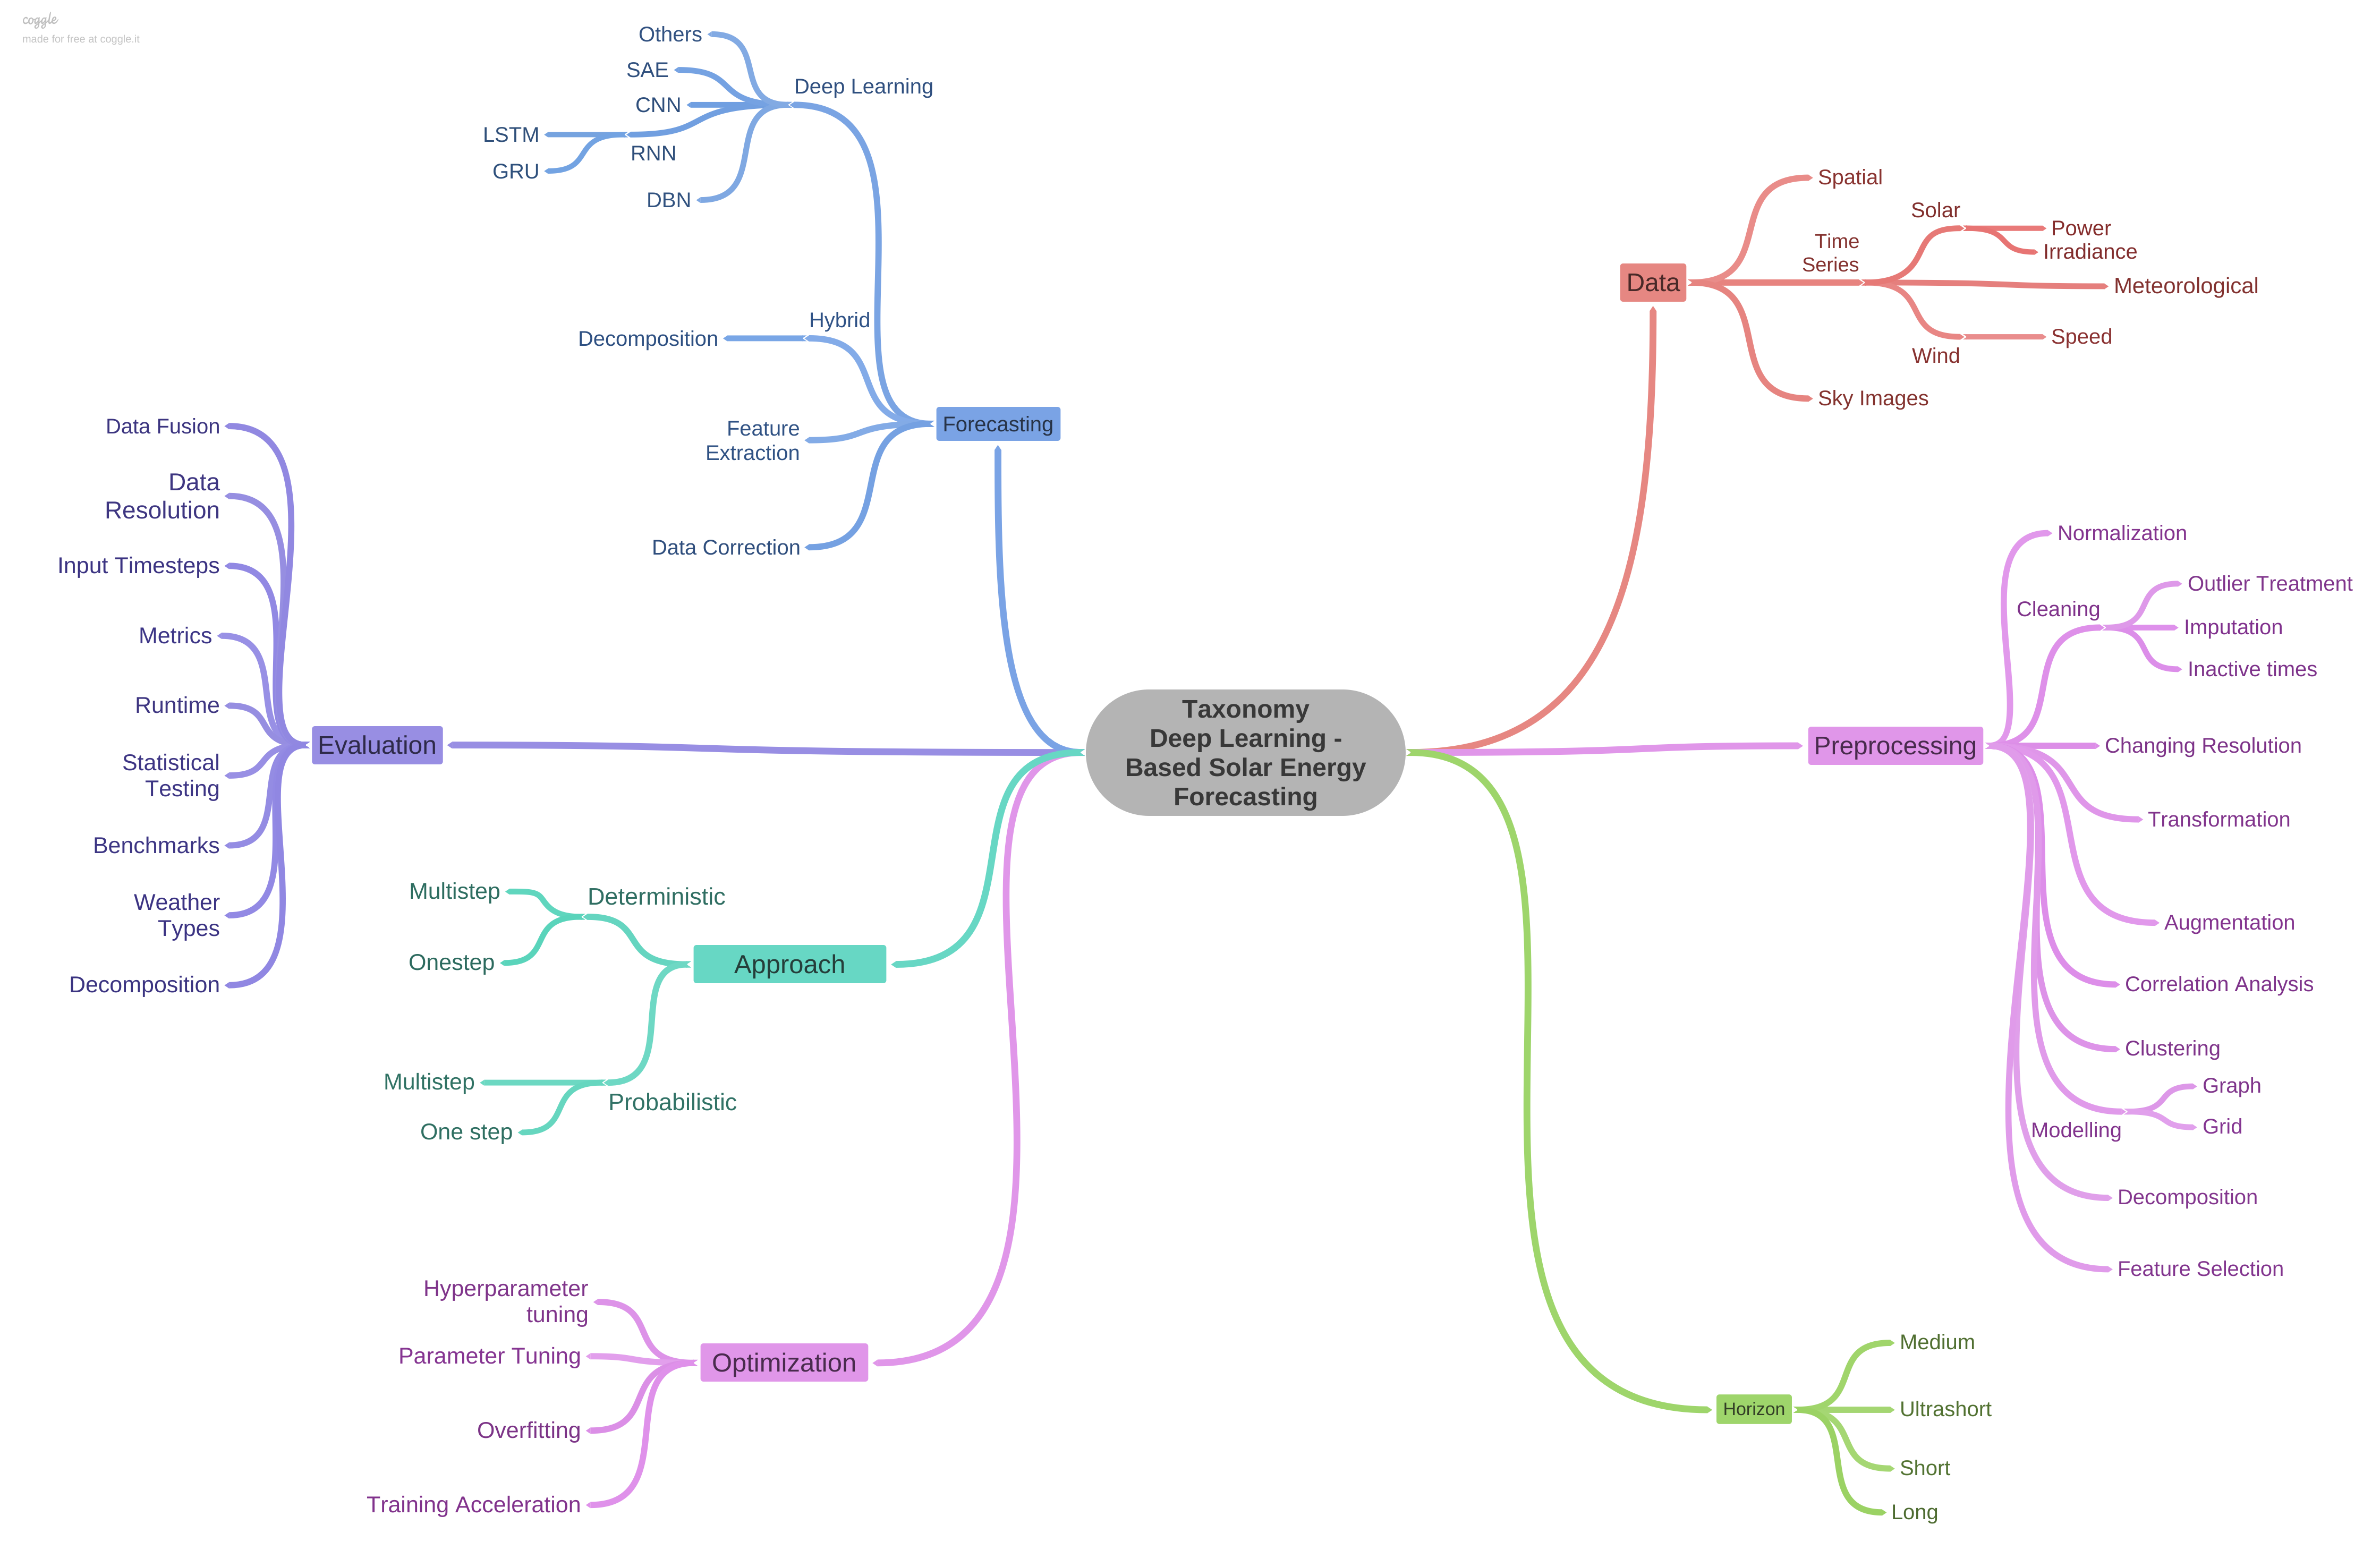 coggle
made for free at coggle.it
Others
SAE
CNN
LSTM
GRU
RNN
DBN
Deep Learning
Hybrid
Decomposition
Feature
Extraction
Data Correction
Forecasting
Data Fusion
Data
Resolution
Input Timesteps
Metrics
Runtime
Statistical
Testing
Benchmarks
Weather
Types
Decomposition
Evaluation
Multistep
Onestep
Deterministic
Approach
Multistep
One step
Probabilistic
Hyperparameter
tuning
Parameter Tuning
Overfitting
Training Acceleration
Optimization
Taxonomy
Deep Learning -
Based Solar Energy
Forecasting
Data
Spatial
Time
Series
Solar
Power
Irradiance
Meteorological
Wind
Speed
Sky Images
Preprocessing
Normalization
Cleaning
Outlier Treatment
Imputation
Inactive times
Changing Resolution
Transformation
Augmentation
Correlation Analysis
Clustering
Modelling
Graph
Grid
Decomposition
Feature Selection
Horizon
Medium
Ultrashort
Short
Long